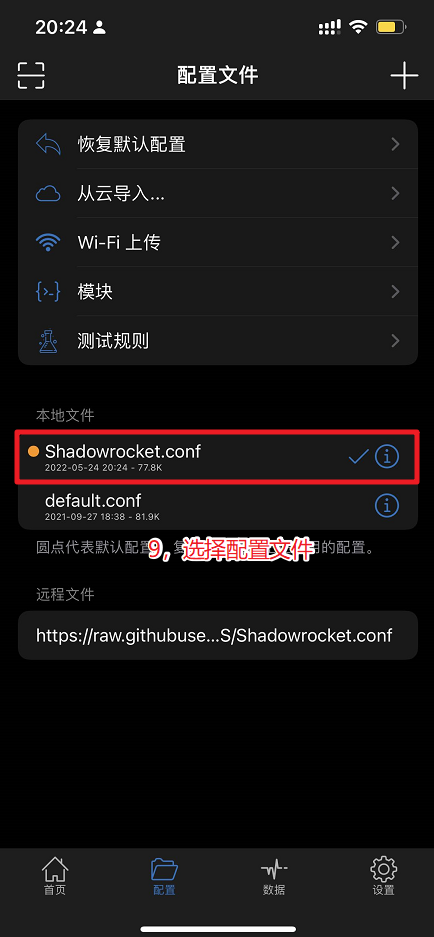 20:24
配置文件
恢复默认配置
从云导入...
Wi-Fi 上传
模块
测试规则
本地文件
Shadowrocket.conf
2022-05-24 20:24 - 77.8K
default.conf
2021-09-27 18:38 - 81.9K
圆点代表默认配置 复 用的配置。
9，选择配置文件
远程文件
https://raw.githubuse...S/Shadowrocket.conf
首页
配置
数据
设置